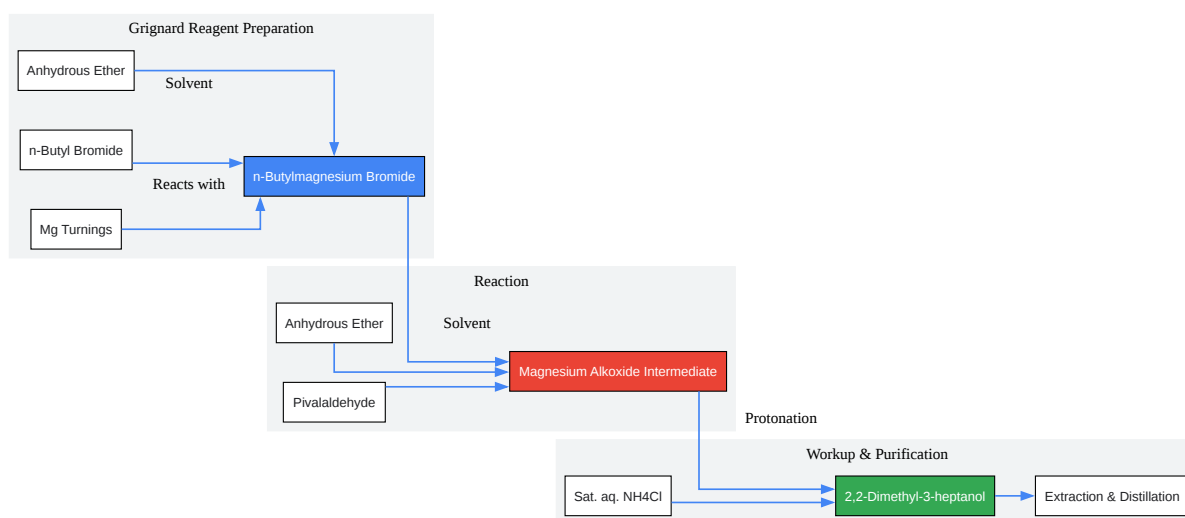 Grignard Reagent Preparation
Anhydrous Ether
Solvent
n-Butyl Bromide
Reacts with
n-Butylmagnesium Bromide
Mg Turnings
Reaction
Anhydrous Ether
Solvent
Magnesium Alkoxide Intermediate
Pivalaldehyde
Protonation
Workup & Purification
Sat. aq. NH4Cl
2,2-Dimethyl-3-heptanol
Extraction & Distillation